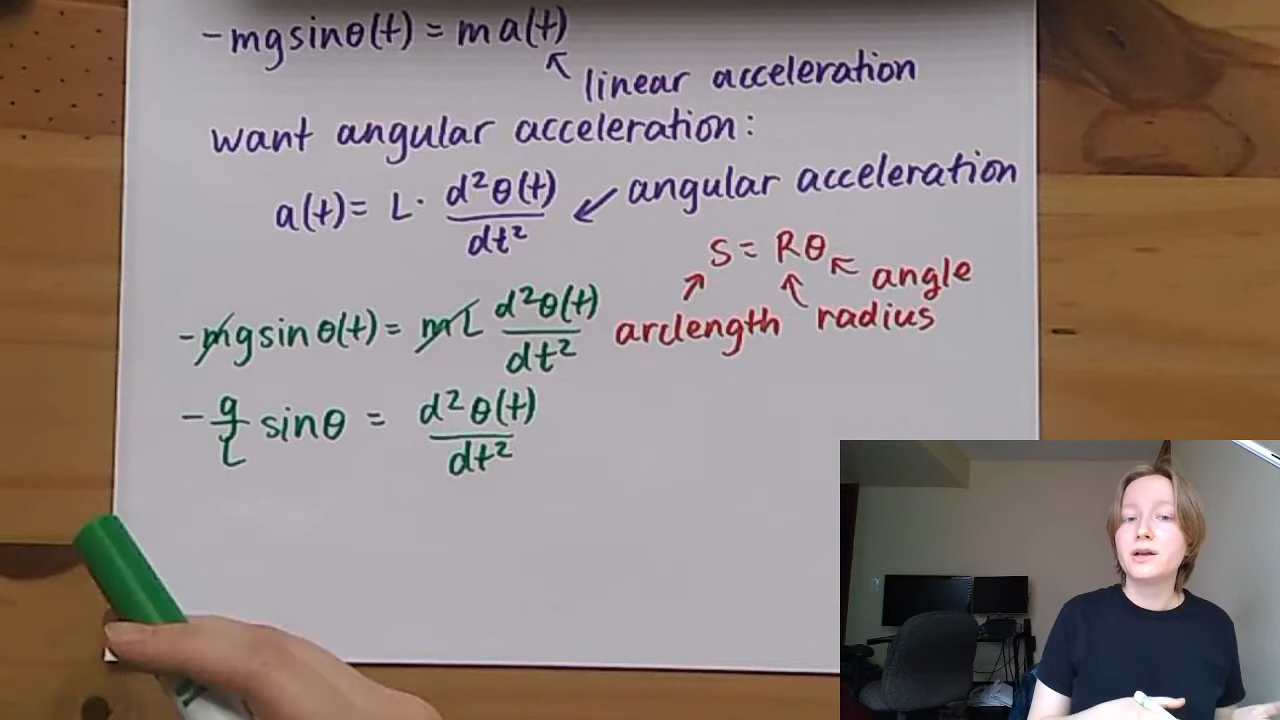 -mgsinθ(t) = ma(t)
linear acceleration
want angular acceleration:
a(t) = L · d²θ(t)/dt²
angular acceleration
S = Rθ
angle
arclength
radius
-mgsinθ(t) = mL d²θ(t)/dt²
-g/L sinθ = d²θ(t)/dt²